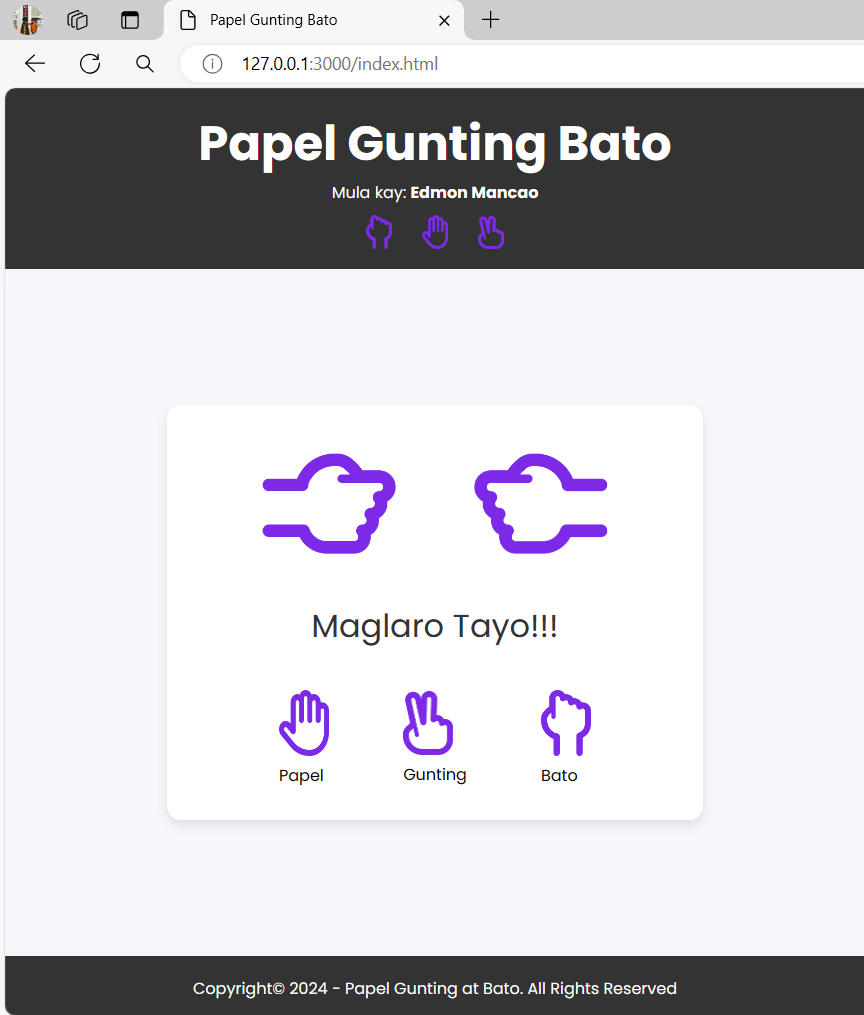 Papel Gunting Bato
127.0.0.1:3000/index.html
Papel Gunting Bato
Mula kay: Edmon Mancao
Maglaro Tayo!!!
Papel Gunting Bato
Copyright© 2024 - Papel Gunting at Bato. All Rights Reserved